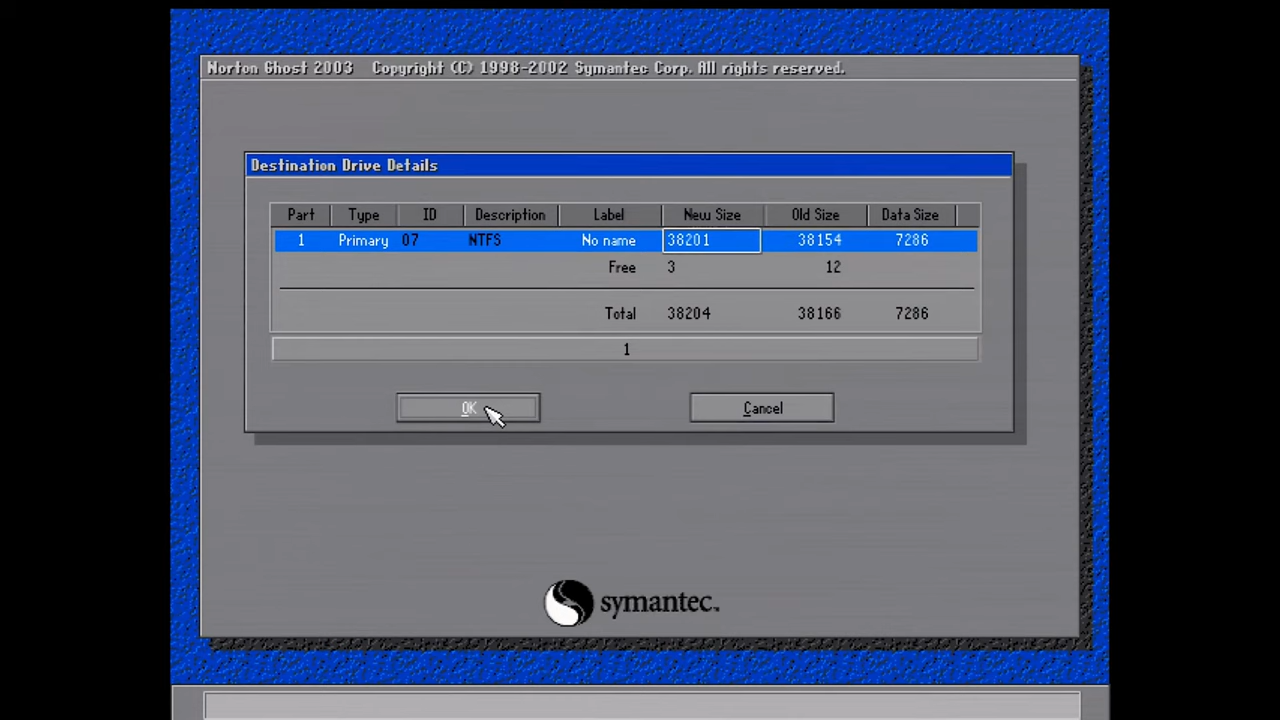 Norton Ghost 2003 Copyright (C) 1998-2002 Symantec Corp. All rights reserved.
Destination Drive Details
Part Type ID Description Label New Size Old Size Data Size
1 Primary 07 NTFS No name 38201 38154 7286
Free 3 12
Total 38204 38166 7286
1
OK Cancel
symantec.